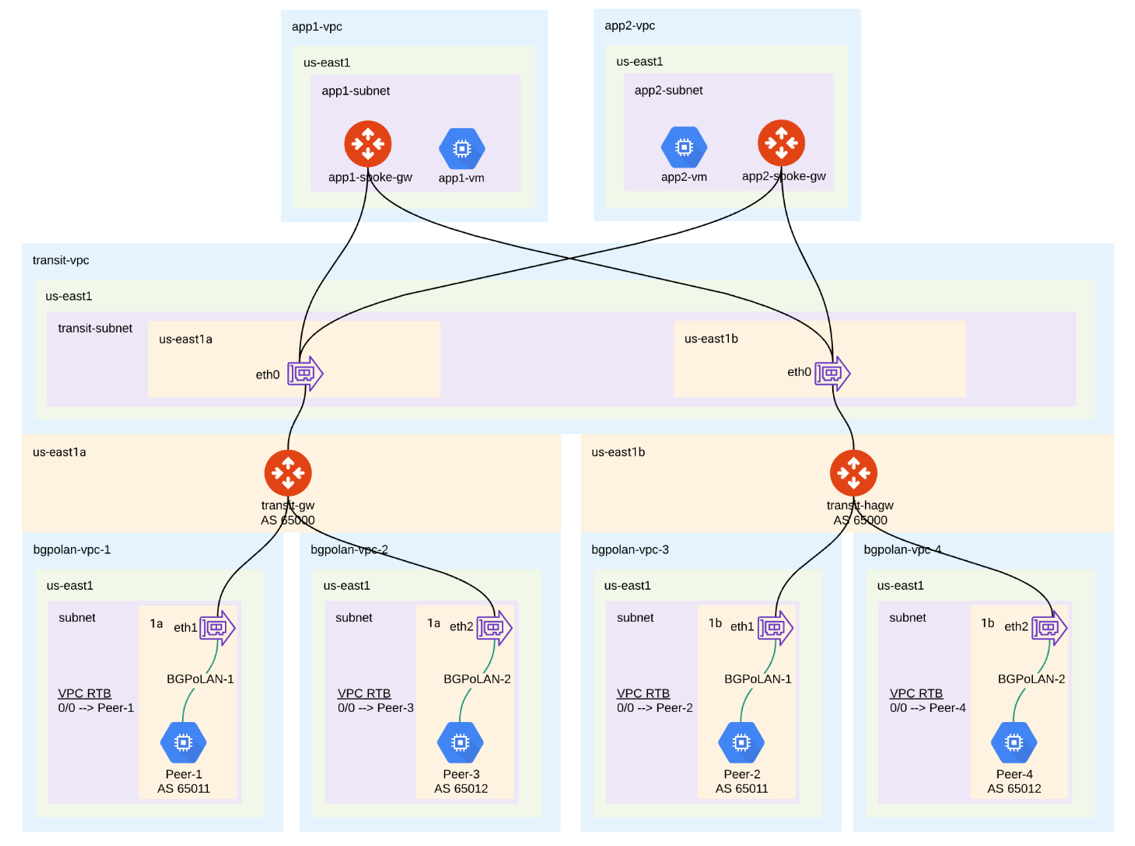 app1-vpc
us-east1
app1-subnet
app1-spoke-gw
app1-vm
app2-vpc
us-east1
app2-subnet
app2-vm
app2-spoke-gw
transit-vpc
us-east1
transit-subnet
us-east1a
eth0
us-east1b
eth0
us-east1a
transit-gw
AS 65000
us-east1b
transit-hagw
AS 65000
bgpolan-vpc-1
us-east1
subnet
1a
eth1
BGPoLAN-1
VPC RTB
0/0 --> Peer-1
Peer-1
AS 65011
bgpolan-vpc-2
us-east1
subnet
1a
eth2
BGPoLAN-2
VPC RTB
0/0 --> Peer-3
Peer-3
AS 65012
bgpolan-vpc-3
us-east1
subnet
1b
eth1
BGPoLAN-1
VPC RTB
0/0 --> Peer-2
Peer-2
AS 65011
bgpolan-vpc-4
us-east1
subnet
1b
eth2
BGPoLAN-2
VPC RTB
0/0 --> Peer-4
Peer-4
AS 65012